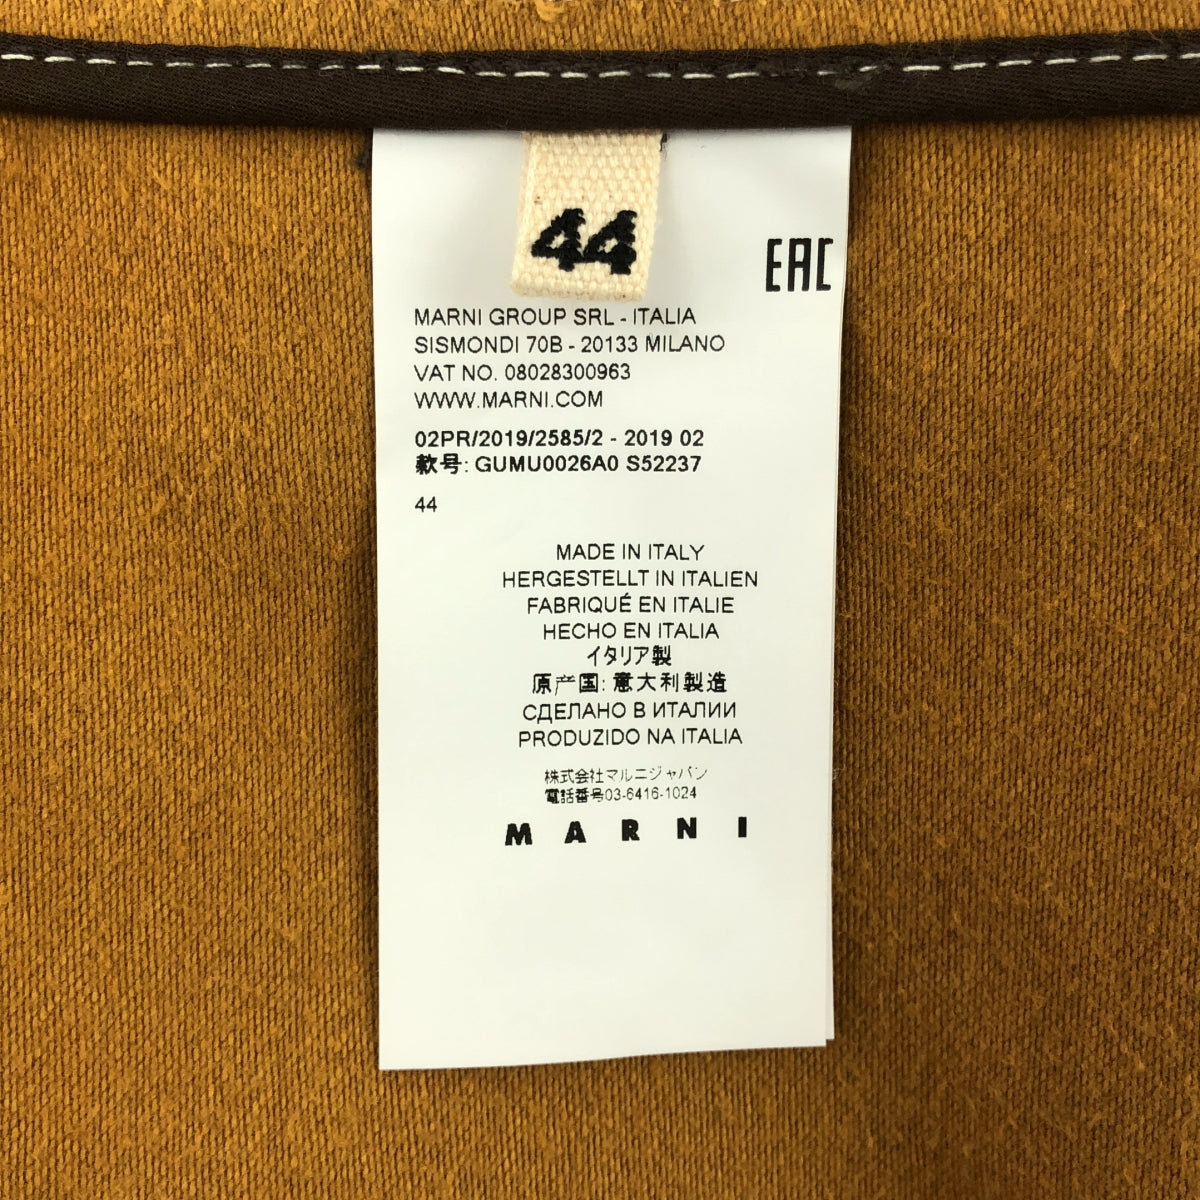 44
EAC
MARNI GROUP SRL - ITALIA
SISMONDI 70B - 20133 MILANO
VAT NO. 08028300963
WWW.MARNI.COM
02PR/2019/2585/2 - 2019 02
款号: GUMU0026A0 S52237
44
MADE IN ITALY
HERGESTELLT IN ITALIEN
FABRIQUÉ EN ITALIE
HECHO EN ITALIA
イタリア製
原产国: 意大利製造
СДЕЛАНО В ИТАЛИИ
PRODUZIDO NA ITALIA
株式会社マルニジャパン
電話番号03-6416-1024
MARNI